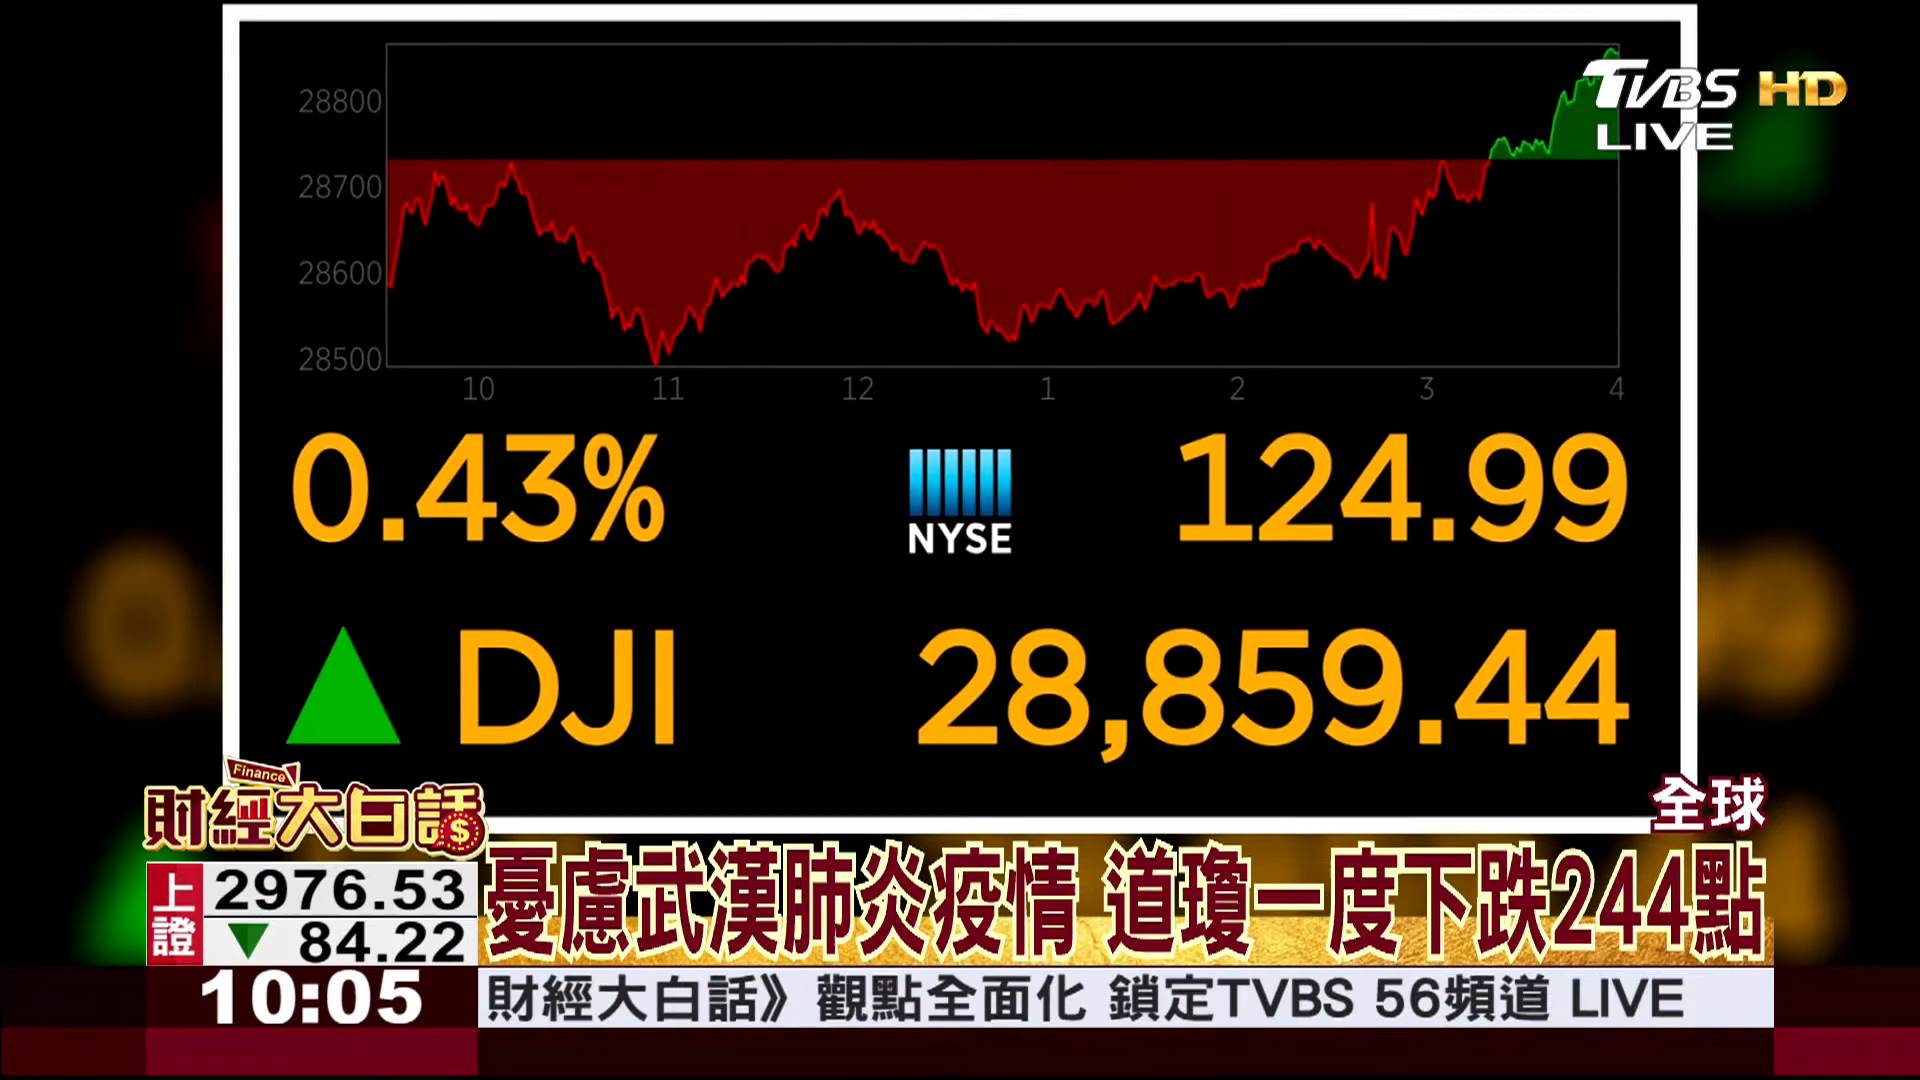 28800
28700
28600
28500
10 11 12 1 2 3 4
TVBS HD
LIVE
0.43%
NYSE
124.99
DJI
28,859.44
全球
Finance
財經大白話
$
上證
2976.53
84.22
憂慮武漢肺炎疫情 道瓊一度下跌244點
10:05
財經大白話》觀點全面化 鎖定TVBS 56頻道 LIVE